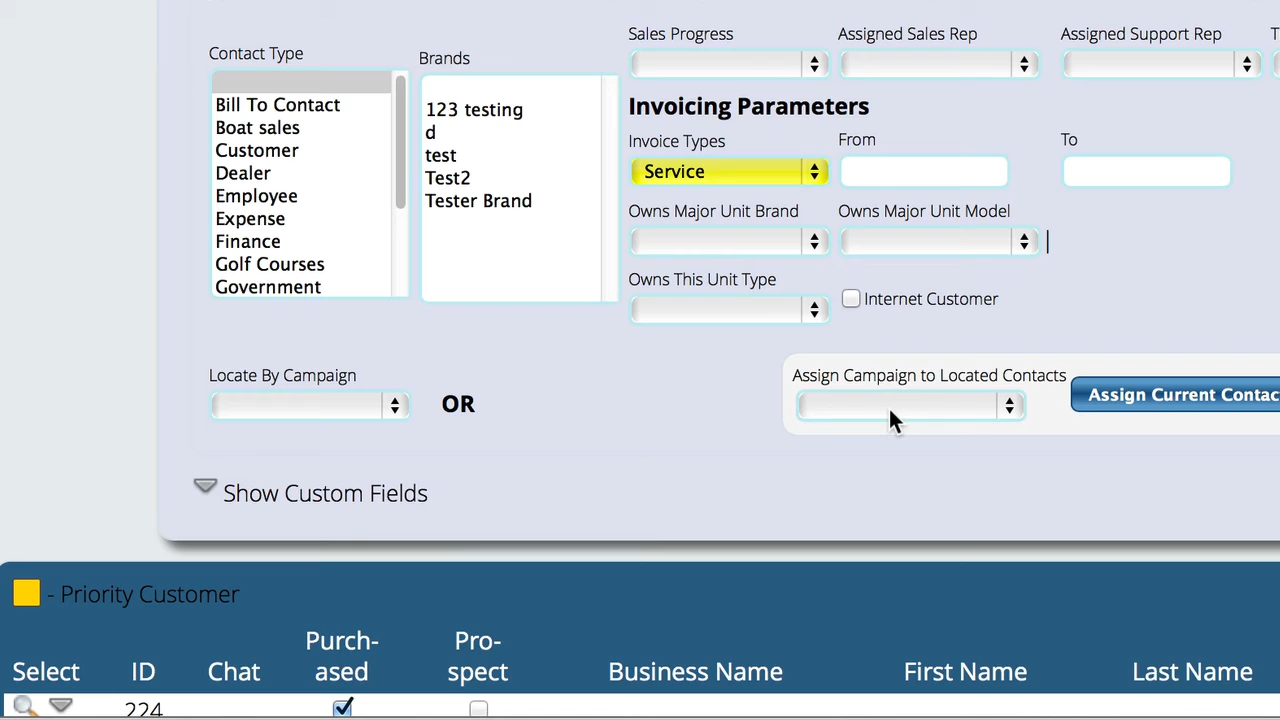 Sales Progress
Assigned Sales Rep
Assigned Support Rep
Contact Type
Brands
Bill To Contact
Boat sales
Customer
Dealer
Employee
Expense
Finance
Golf Courses
Government
123 testing
d
test
Test2
Tester Brand
Invoicing Parameters
Invoice Types
From
To
Service
Owns Major Unit Brand
Owns Major Unit Model
Owns This Unit Type
Internet Customer
Locate By Campaign
OR
Assign Campaign to Located Contacts
Assign Current Contac
Show Custom Fields
- Priority Customer
Select
ID
Chat
Purch-
ased
Pro-
spect
Business Name
First Name
Last Name
224